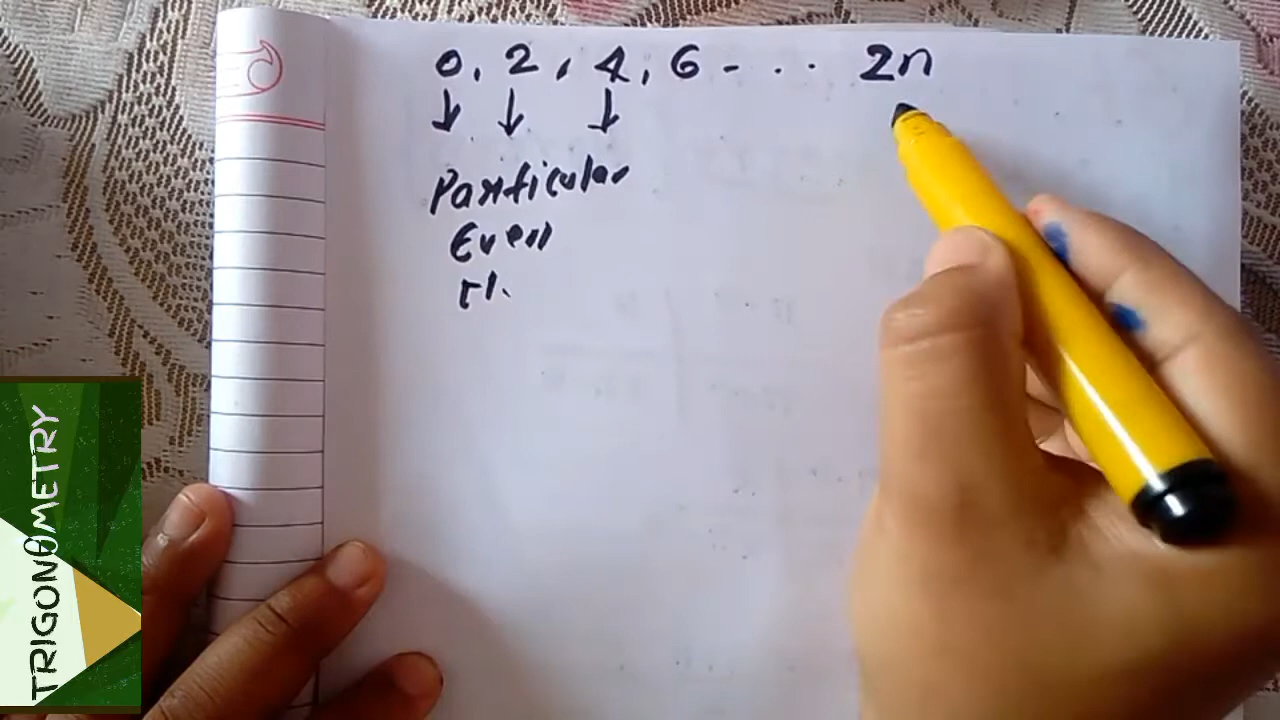 0, 2, 4, 6 - . . . 2n
Particular
Even
TRIGONOMETRY